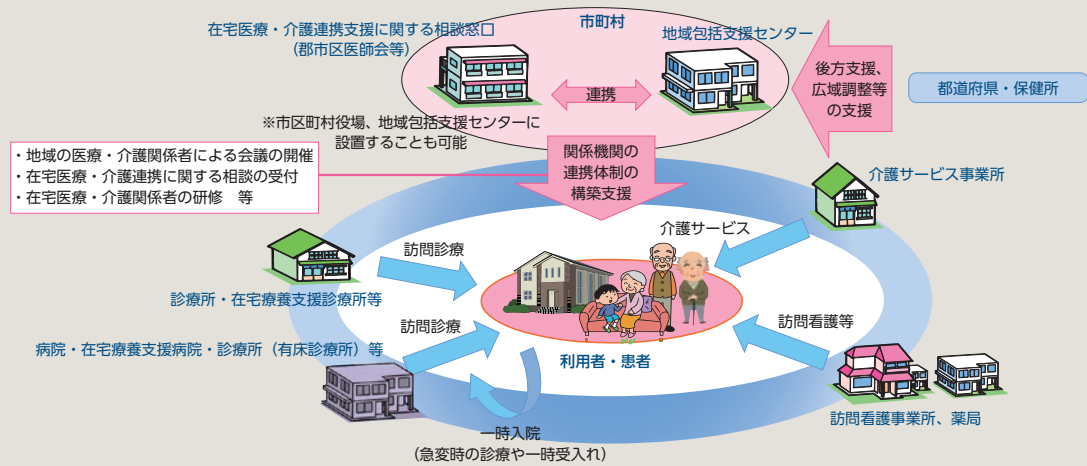 市町村
在宅医療・介護連携支援に関する相談窓口
（郡市区医師会等）
地域包括支援センター
連携
後方支援、
広域調整等
の支援
都道府県・保健所
※市区町村役場、地域包括支援センターに
設置することも可能
・地域の医療・介護関係者による会議の開催
・在宅医療・介護連携に関する相談の受付
・在宅医療・介護関係者の研修　等
関係機関の
連携体制の
構築支援
介護サービス事業所
介護サービス
訪問診療
診療所・在宅療養支援診療所等
訪問診療
訪問看護等
病院・在宅療養支援病院・診療所（有床診療所）等
利用者・患者
訪問看護事業所、薬局
一時入院
（急変時の診療や一時受入れ）